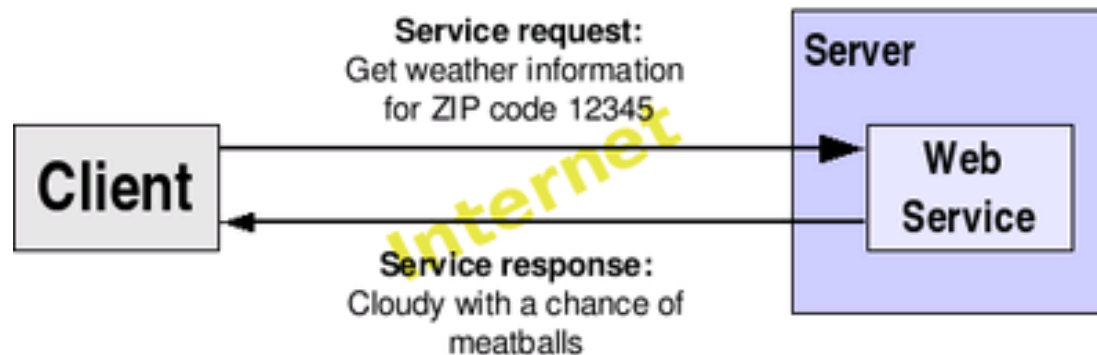 Service request:
Get weather information
for ZIP code 12345
Server
Client
Internet
Web
Service
Service response:
Cloudy with a chance of
meatballs